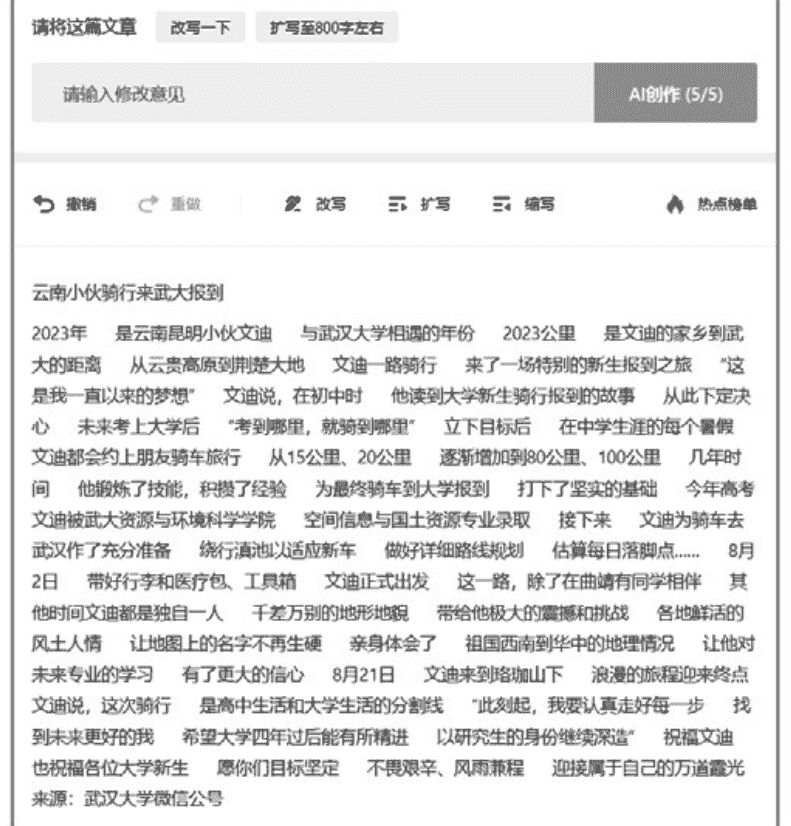 请将这篇文章 改写一下 扩写至800字左右
请输入修改意见 AI创作 (5/5)
撤销 重做 改写 扩写 缩写 热点榜单
云南小伙骑行来武大报到
2023年 是云南昆明小伙文迪 与武汉大学相遇的年份 2023公里 是文迪的家乡到武
大的距离 从云贵高原到荆楚大地 文迪一路骑行 来了一场特别的新生报到之旅 “这
是我一直以来的梦想” 文迪说，在初中时 他读到大学新生骑行报到的故事 从此下定决
心 未来考上大学后 “考到哪里，就骑到哪里” 立下目标后 在中学生涯的每个暑假
文迪都会约上朋友骑车旅行 从15公里、20公里 逐渐增加到80公里、100公里 几年时
间 他锻炼了技能，积攒了经验 为最终骑车到大学报到 打下了坚实的基础 今年高考
文迪被武大资源与环境科学学院 空间信息与国土资源专业录取 接下来 文迪为骑车去
武汉作了充分准备 绕行滇池以适应新车 做好详细路线规划 估算每日落脚点...... 8月
2日 带好行李和医疗包、工具箱 文迪正式出发 这一路，除了在曲靖有同学相伴 其
他时间文迪都是独自一人 千差万别的地形地貌 带给他极大的震撼和挑战 各地鲜活的
风土人情 让地图上的名字不再生硬 亲身体会了 祖国西南到华中的地理情况 让他对
未来专业的学习 有了更大的信心 8月21日 文迪来到珞珈山下 浪漫的旅程迎来终点
文迪说，这次骑行 是高中生活和大学生活的分割线 “此刻起，我要认真走好每一步 找
到未来更好的我 希望大学四年过后能有所精进 以研究生的身份继续深造” 祝福文迪
也祝福各位大学新生 愿你们目标坚定 不畏艰辛、风雨兼程 迎接属于自己的万道霞光
来源：武汉大学微信公号